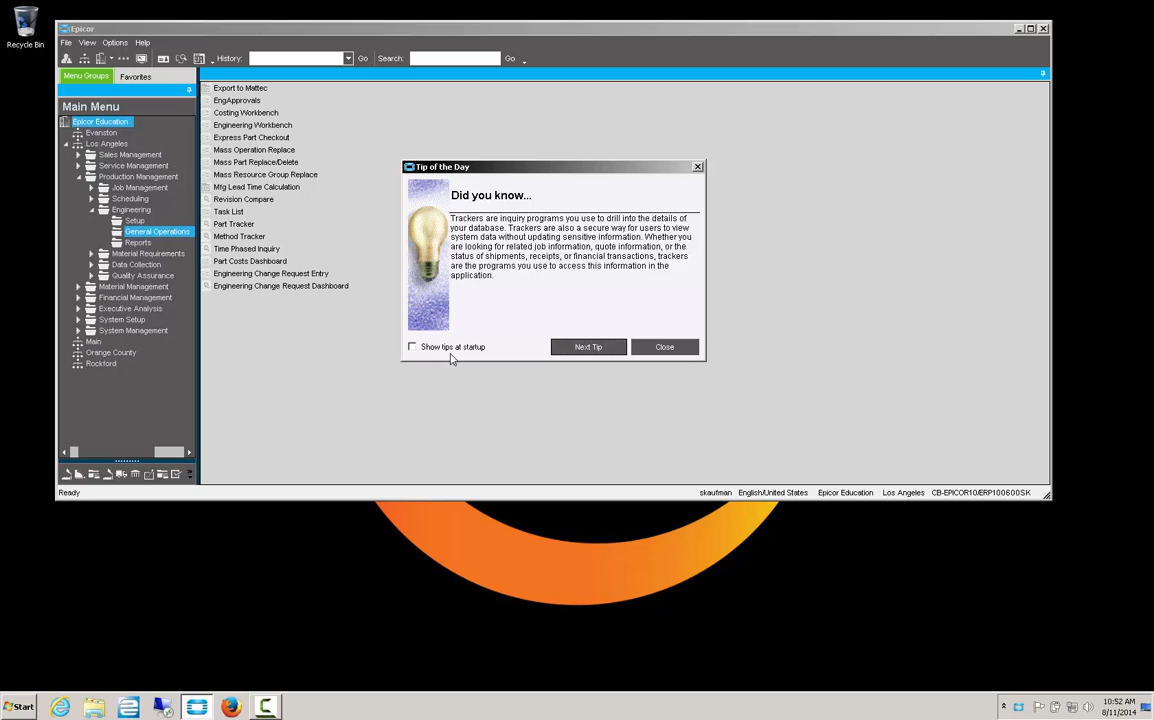 Recycle Bin
Epicor
File View Options Help
History: Go Search: Go
Menu Groups Favorites
Main Menu
Epicor Education
Evanston
Los Angeles
Sales Management
Service Management
Production Management
Job Management
Scheduling
Engineering
Setup
General Operations
Reports
Material Requirements
Data Collection
Quality Assurance
Material Management
Financial Management
Executive Analysis
System Setup
System Management
Main
Orange County
Rockford
Export to Mattec
EngApprovals
Costing Workbench
Engineering Workbench
Express Part Checkout
Mass Operation Replace
Mass Part Replace/Delete
Mass Resource Group Replace
Mfg Lead Time Calculation
Revision Compare
Task List
Part Tracker
Method Tracker
Time Phased Inquiry
Part Costs Dashboard
Engineering Change Request Entry
Engineering Change Request Dashboard
Tip of the Day
Did you know...
Trackers are inquiry programs you use to drill into the details of
your database. Trackers are also a secure way for users to view
system data without updating sensitive information. Whether you
are looking for related job information, quote information, or the
status of shipments, receipts, or financial transactions, trackers
are the programs you use to access this information in the
application.
Show tips at startup Next Tip Close
Ready skaufman English/United States Epicor Education Los Angeles CB-EPICOR10/ERP100600SK
Start
10:52 AM
8/11/2014